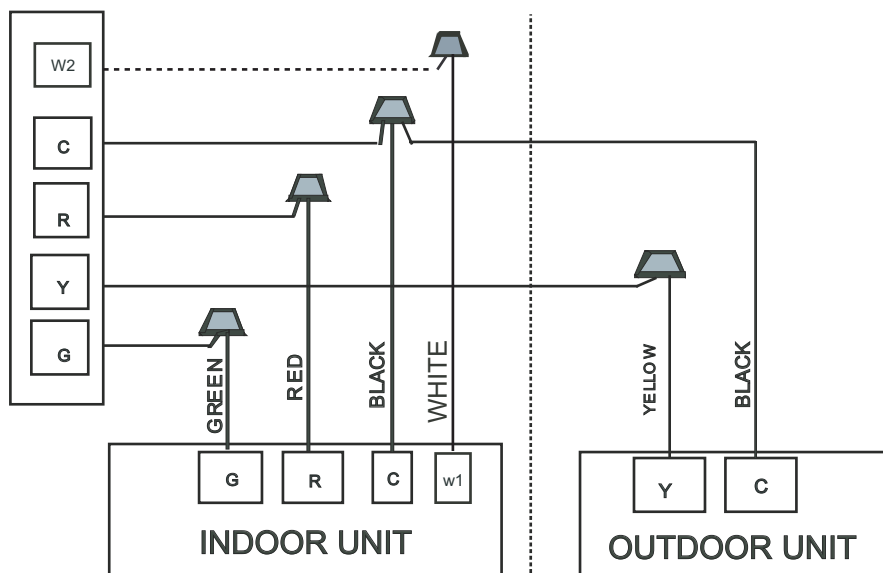 W2
C
R
Y
G
GREEN
RED
BLACK
WHITE
YELLOW
BLACK
G
R
C
w1
INDOOR UNIT
Y
C
OUTDOOR UNIT